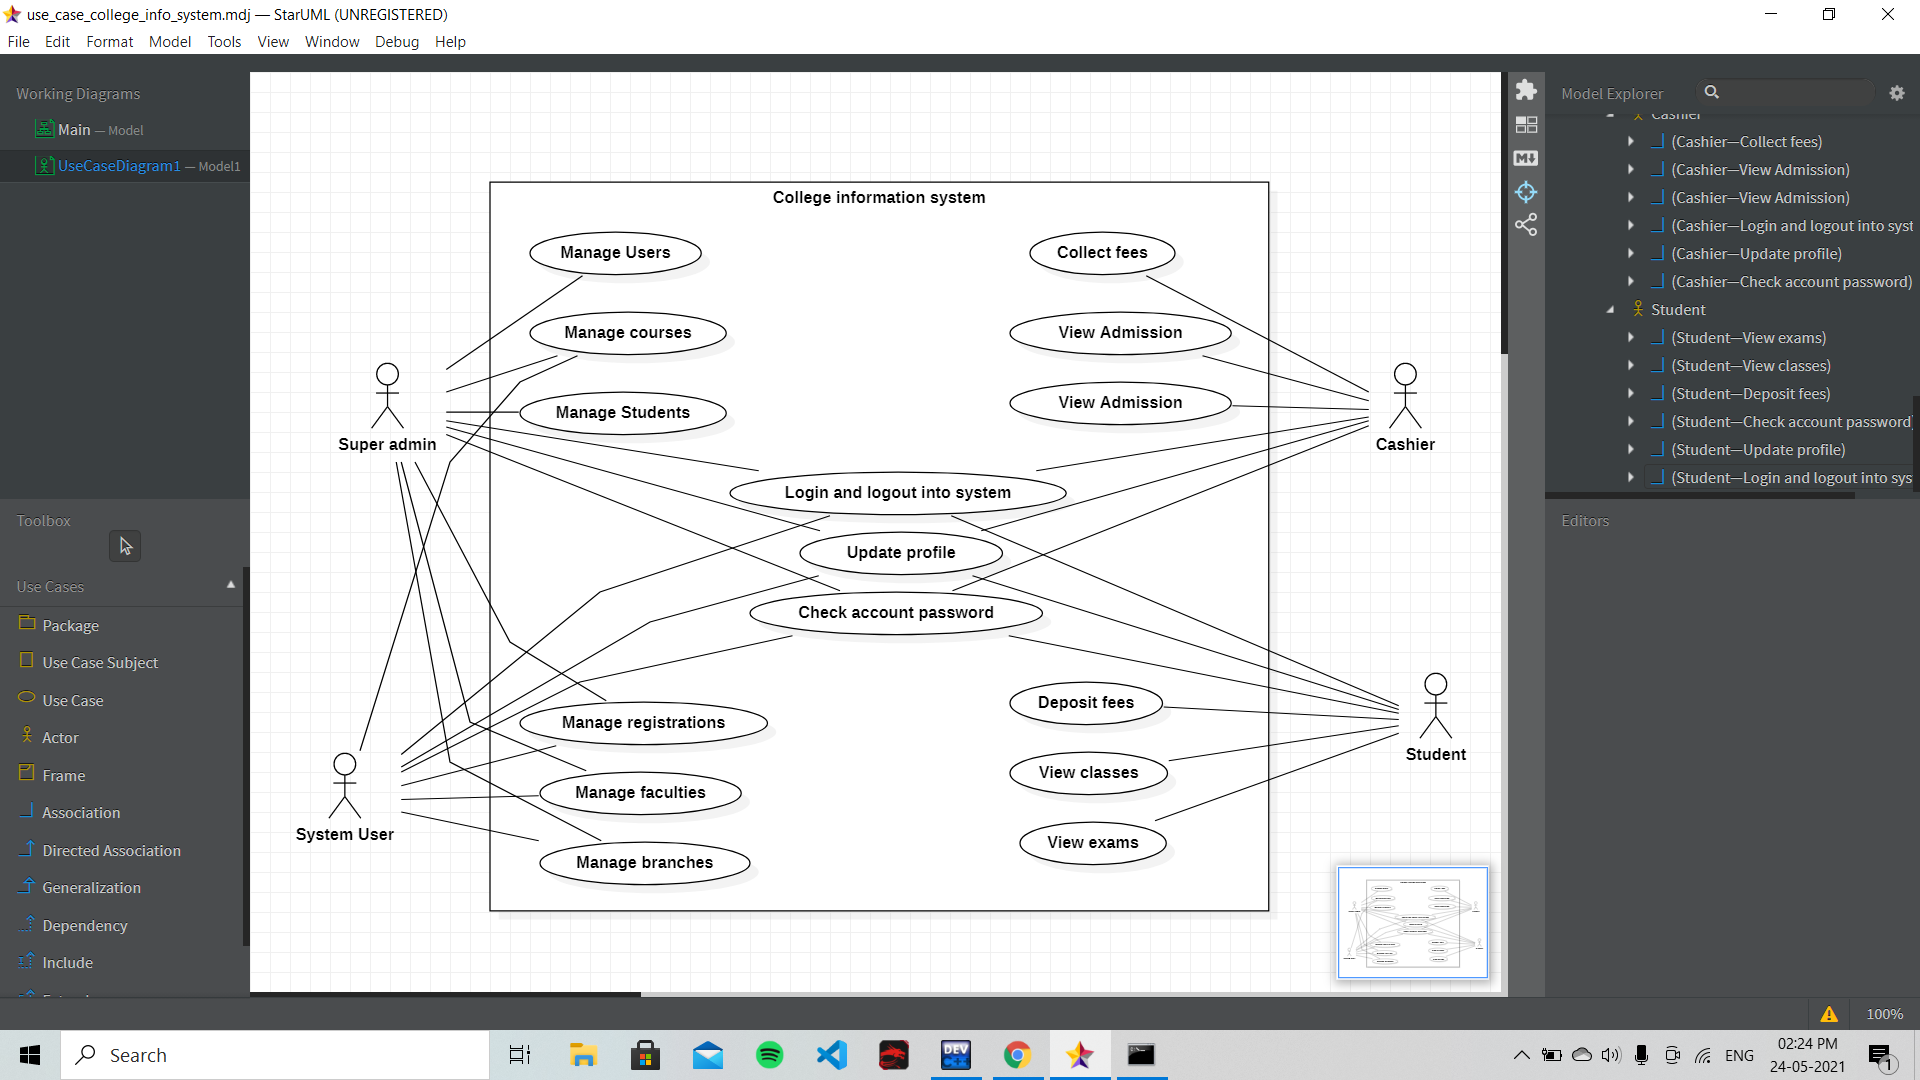 use_case_college_info_system.mdj — StarUML (UNREGISTERED)
File Edit Format Model Tools View Window Debug Help
Working Diagrams
Main — Model
UseCaseDiagram1 — Model1
Toolbox
Use Cases
Package
Use Case Subject
Use Case
Actor
Frame
Association
Directed Association
Generalization
Dependency
Include
College information system
Manage Users
Collect fees
Manage courses
View Admission
Manage Students
View Admission
Super admin
Cashier
Login and logout into system
Update profile
Check account password
Manage registrations
Deposit fees
Manage faculties
View classes
Student
System User
Manage branches
View exams
Model Explorer
Cashier
(Cashier—Collect fees)
(Cashier—View Admission)
(Cashier—View Admission)
(Cashier—Login and logout into syst
(Cashier—Update profile)
(Cashier—Check account password)
Student
(Student—View exams)
(Student—View classes)
(Student—Deposit fees)
(Student—Check account password)
(Student—Update profile)
(Student—Login and logout into sys
Editors
100%
Search
DEV
C++
ENG
02:24 PM
24-05-2021
1